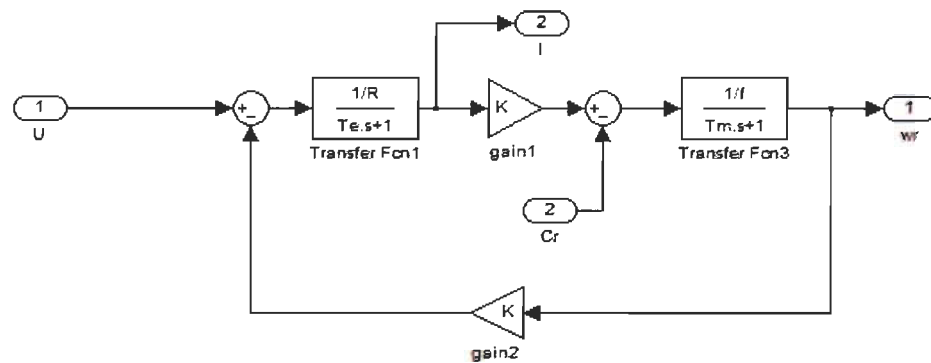 2
I
1
U
+
−
1/R
Te.s+1
Transfer Fcn1
K
gain1
+
−
1/f
Tm.s+1
Transfer Fcn3
1
wr
2
Cr
K
gain2